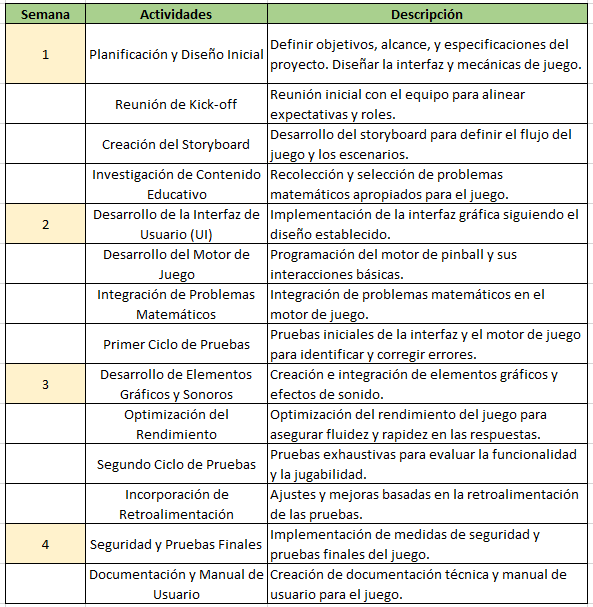 Semana Actividades Descripción
1 Planificación y Diseño Inicial Definir objetivos, alcance, y especificaciones del
proyecto. Diseñar la interfaz y mecánicas de juego.
Reunión de Kick-off Reunión inicial con el equipo para alinear
expectativas y roles.
Creación del Storyboard Desarrollo del storyboard para definir el flujo del
juego y los escenarios.
Investigación de Contenido Recolección y selección de problemas
Educativo matemáticos apropiados para el juego.
2 Desarrollo de la Interfaz de Implementación de la interfaz gráfica siguiendo el
Usuario (UI) diseño establecido.
Desarrollo del Motor de Programación del motor de pinball y sus
Juego interacciones básicas.
Integración de Problemas Integración de problemas matemáticos en el
Matemáticos motor de juego.
Primer Ciclo de Pruebas Pruebas iniciales de la interfaz y el motor de juego
para identificar y corregir errores.
3 Desarrollo de Elementos Creación e integración de elementos gráficos y
Gráficos y Sonoros efectos de sonido.
Optimización del Optimización del rendimiento del juego para
Rendimiento asegurar fluidez y rapidez en las respuestas.
Segundo Ciclo de Pruebas Pruebas exhaustivas para evaluar la funcionalidad
y la jugabilidad.
Incorporación de Ajustes y mejoras basadas en la retroalimentación
Retroalimentación de las pruebas.
4 Seguridad y Pruebas Finales Implementación de medidas de seguridad y
pruebas finales del juego.
Documentación y Manual de Creación de documentación técnica y manual de
Usuario usuario para el juego.